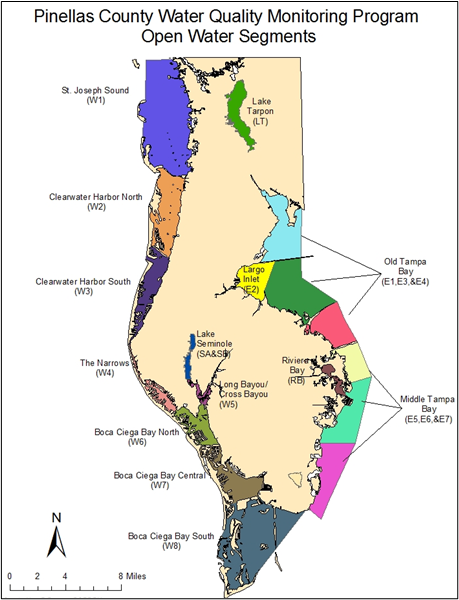 Pinellas County Water Quality Monitoring Program
Open Water Segments
St. Joseph Sound
(W1)
Lake
Tarpon
(LT)
Clearwater Harbor North
(W2)
Old Tampa
Bay
(E1,E3,&E4)
Largo
Inlet
(E2)
Clearwater Harbor South
(W3)
Lake
Seminole
(SA&SB)
The Narrows
(W4)
Riviera
Bay
(RB)
Long Bayou/
Cross Bayou
(W5)
Middle Tampa
Bay
(E5,E6,&E7)
Boca Ciega Bay North
(W6)
Boca Ciega Bay Central
(W7)
Boca Ciega Bay South
(W8)
N
0 2 4 8 Miles